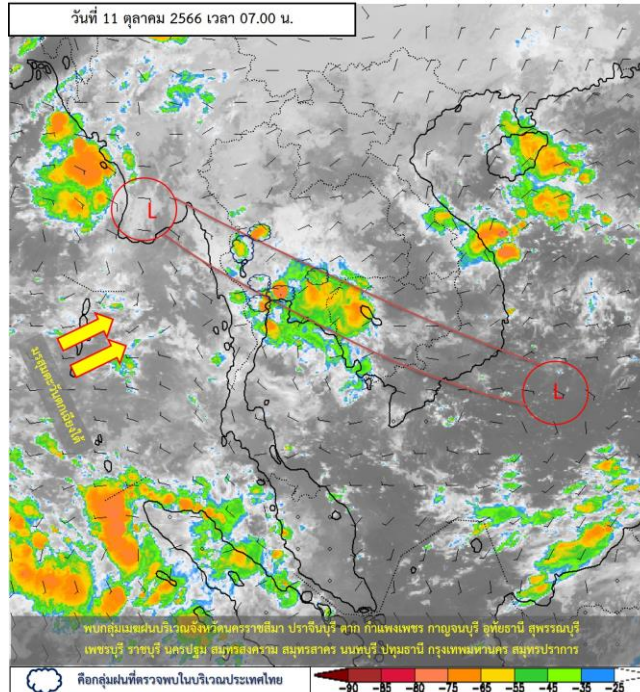 วันที่ 11 ตุลาคม 2566 เวลา 07.00 น.
L
L
มรสุมตะวันตกเฉียงใต้
พบกลุ่มเมฆฝนบริเวณจังหวัดนครราชสีมา ปราจีนบุรี ตาก กำแพงเพชร กาญจนบุรี อุทัยธานี สุพรรณบุรี
เพชรบุรี ราชบุรี นครปฐม สมุทรสงคราม สมุทรสาคร นนทบุรี ปทุมธานี กรุงเทพมหานคร สมุทรปราการ
คือกลุ่มฝนที่ตรวจพบในบริเวณประเทศไทย
-90 -85 -80 -75 -65 -55 -45 -35 -25